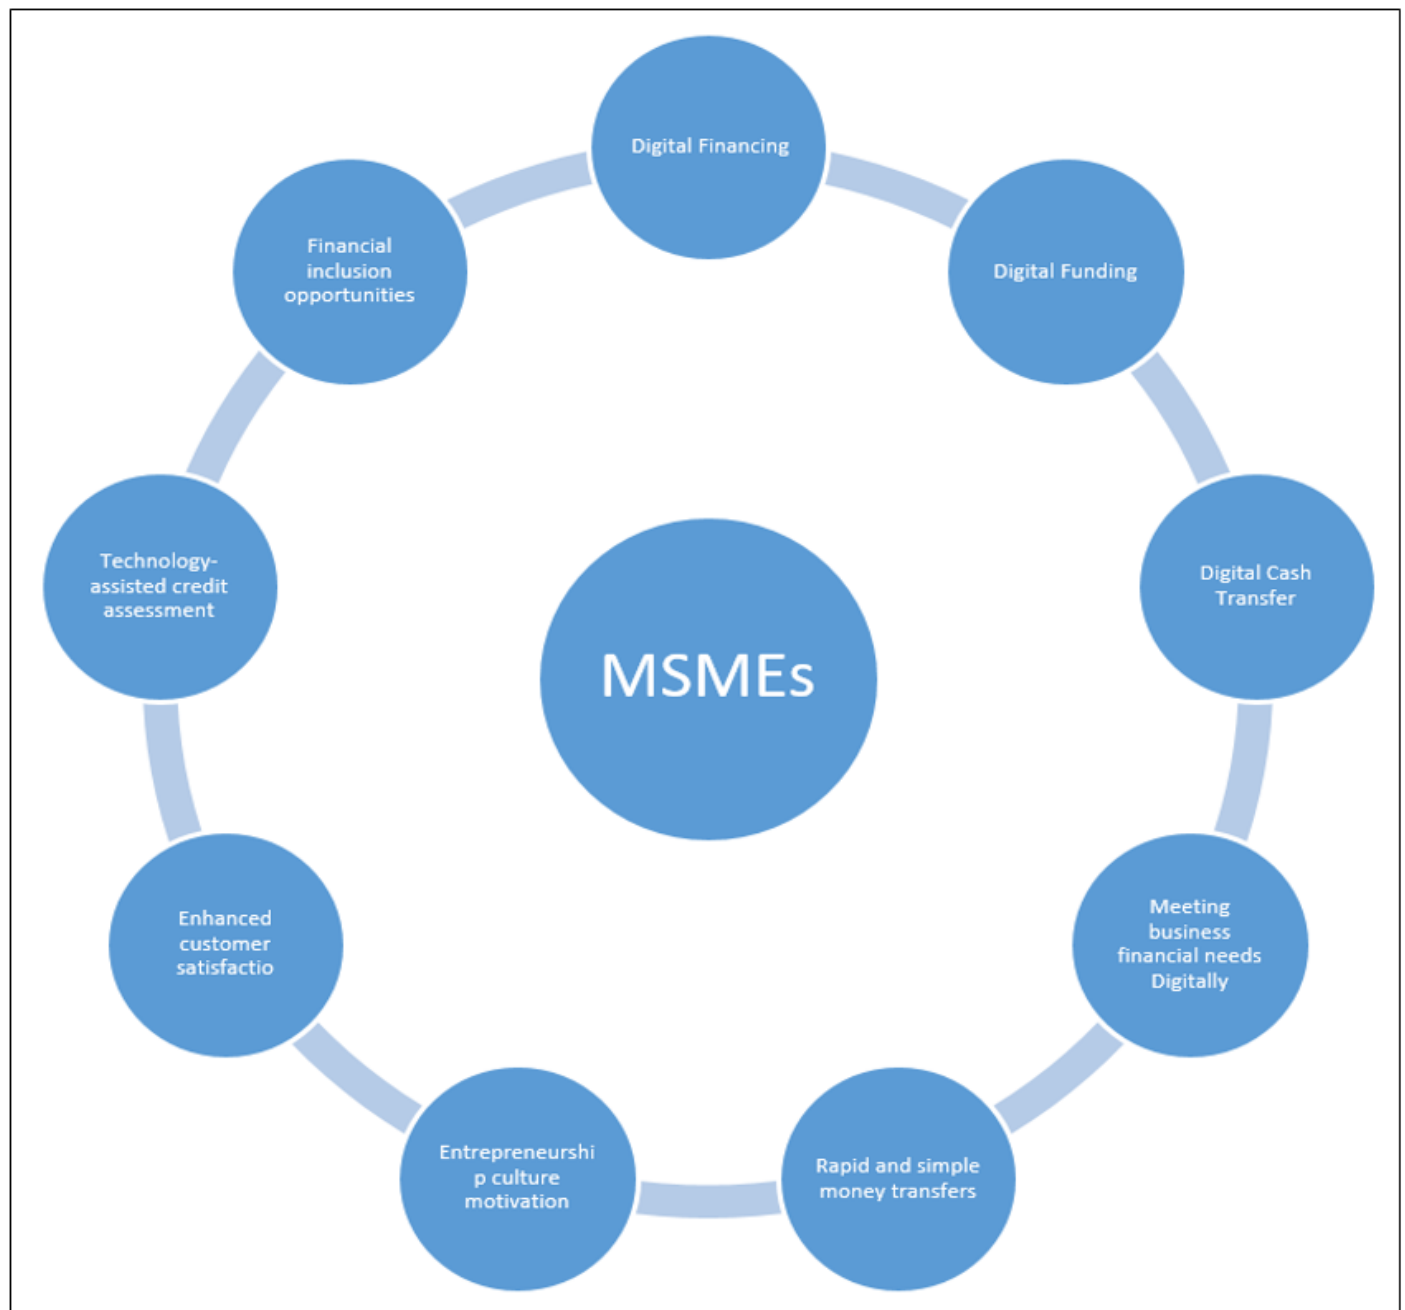 Digital Financing
Digital Funding
Digital Cash
Transfer
Meeting
business
financial needs
Digitally
Rapid and simple
money transfers
Entrepreneurshi
p culture
motivation
Enhanced
customer
satisfactio
Technology-
assisted credit
assessment
Financial
inclusion
opportunities
MSMEs